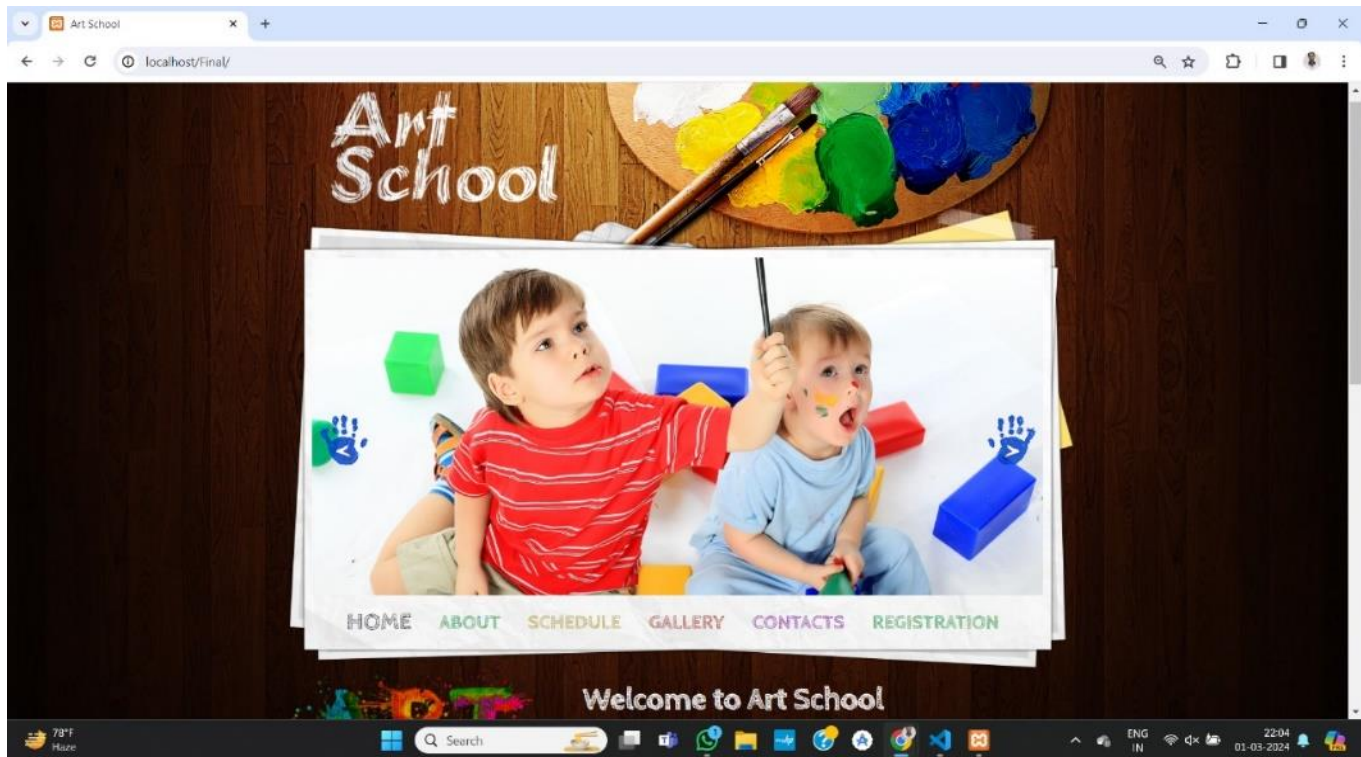 Art School
localhost/Final/
Art
School
HOME ABOUT SCHEDULE GALLERY CONTACTS REGISTRATION
Welcome to Art School
78°F
Haze
Search
ENG
IN
22:04
01-03-2024